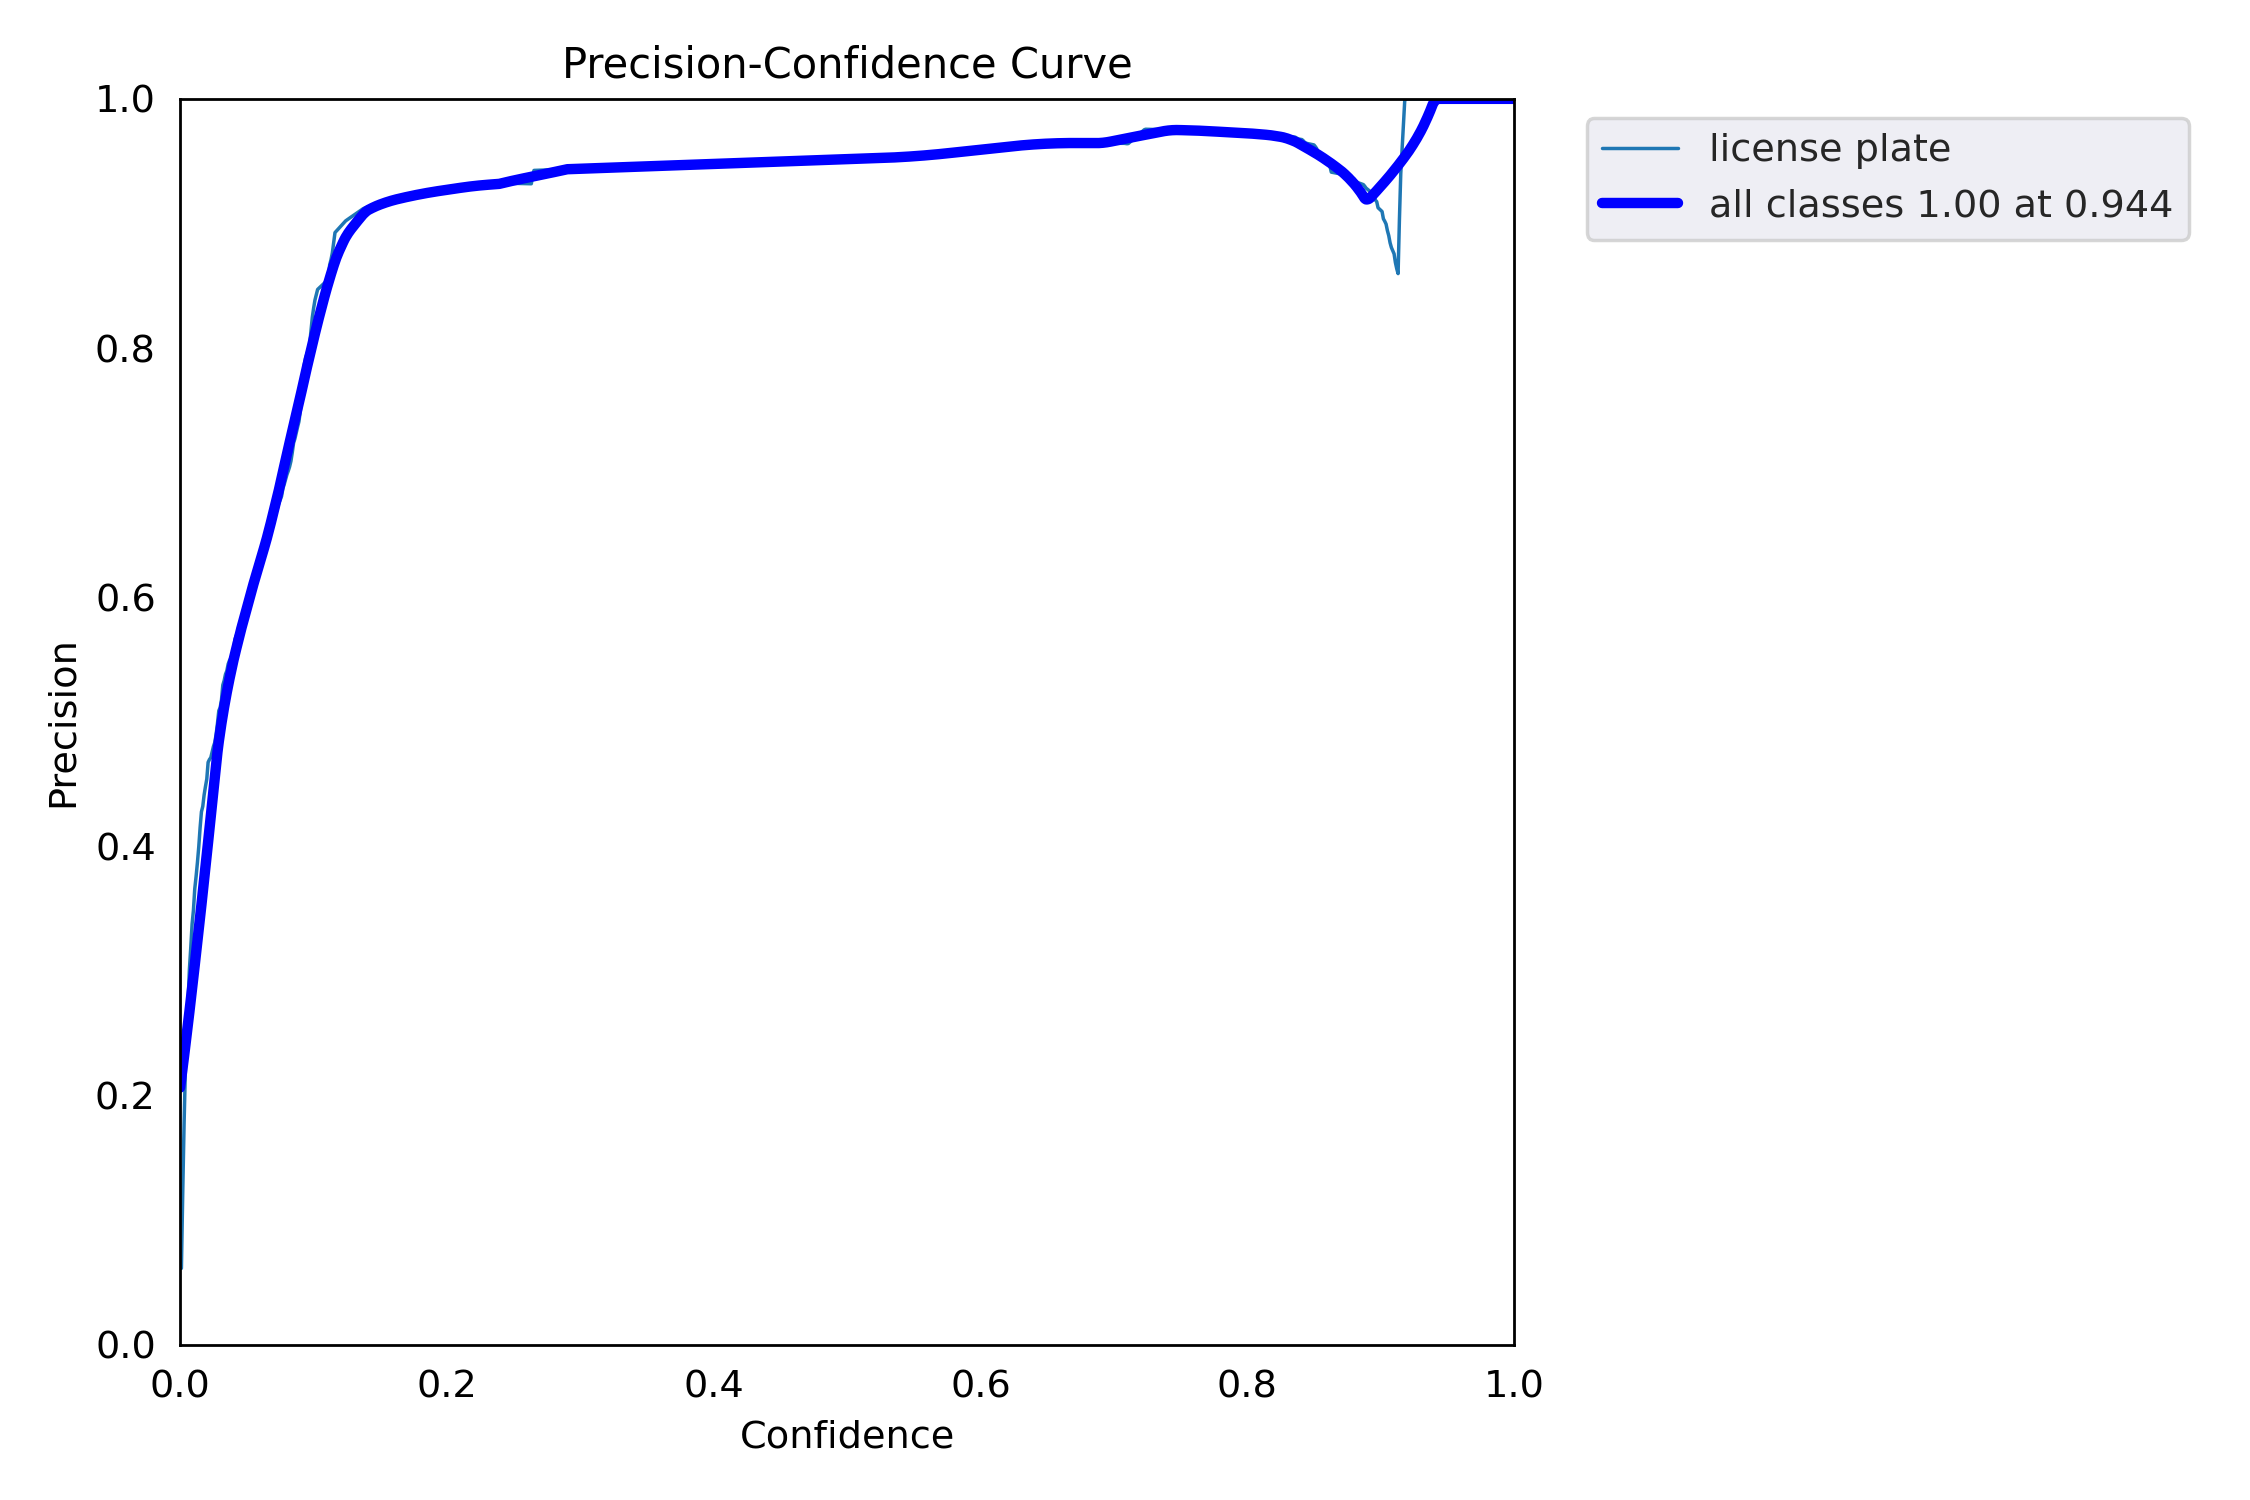 Precision-Confidence Curve
1.0
0.8
0.6
0.4
0.2
0.0
Precision
0.0 0.2 0.4 0.6 0.8 1.0
Confidence
license plate
all classes 1.00 at 0.944